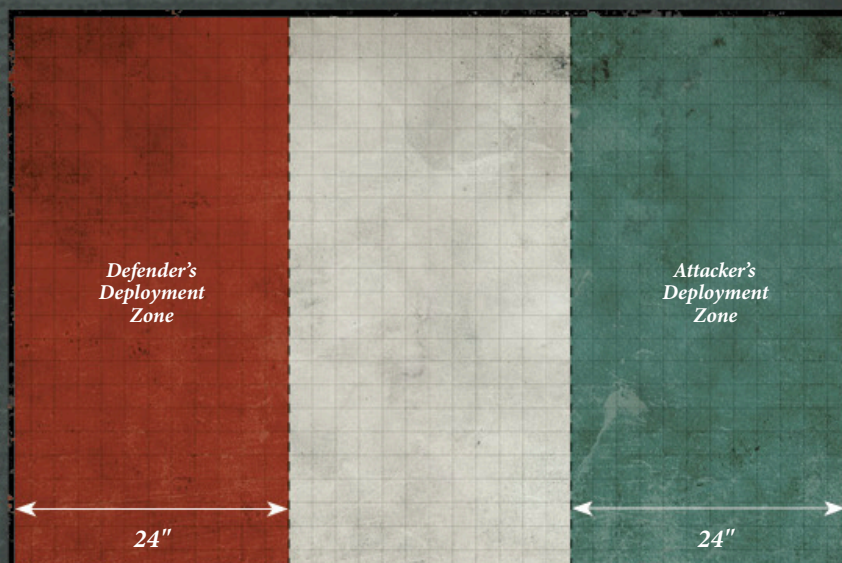 Defender's
Deployment
Zone
Attacker's
Deployment
Zone
24"
24"